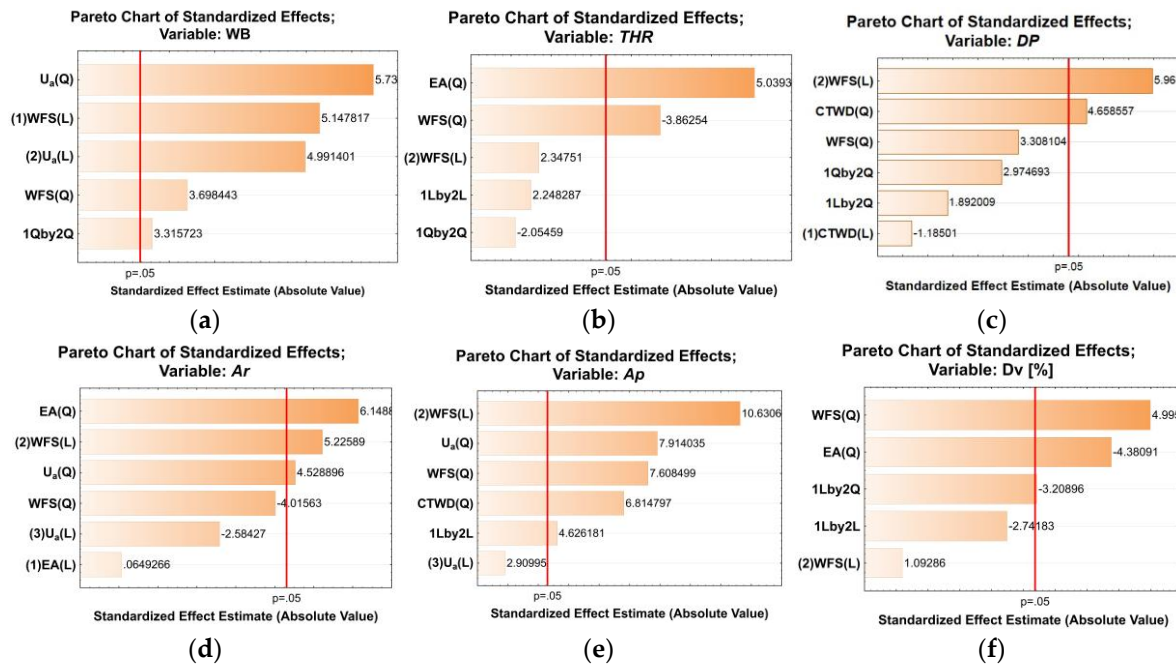 Pareto Chart of Standardized Effects;
Variable: WB
Uₐ(Q)
5.73
(1)WFS(L)
5.147817
(2)Uₐ(L)
4.991401
WFS(Q)
3.698443
1Qby2Q
3.315723
p=.05
Standardized Effect Estimate (Absolute Value)
(a)
Pareto Chart of Standardized Effects;
Variable: THR
EA(Q)
5.0393
WFS(Q)
-3.86254
(2)WFS(L)
2.34751
1Lby2L
2.248287
1Qby2Q
-2.05459
p=.05
Standardized Effect Estimate (Absolute Value)
(b)
Pareto Chart of Standardized Effects;
Variable: DP
(2)WFS(L)
5.96
CTWD(Q)
4.658557
WFS(Q)
3.308104
1Qby2Q
2.974693
1Lby2Q
1.892009
(1)CTWD(L)
-1.18501
p=.05
Standardized Effect Estimate (Absolute Value)
(c)
Pareto Chart of Standardized Effects;
Variable: Ar
EA(Q)
6.1488
(2)WFS(L)
5.22589
Uₐ(Q)
4.528896
WFS(Q)
-4.01563
(3)Uₐ(L)
-2.58427
(1)EA(L)
.0649266
p=.05
Standardized Effect Estimate (Absolute Value)
(d)
Pareto Chart of Standardized Effects;
Variable: Ap
(2)WFS(L)
10.6306
Uₐ(Q)
7.914035
WFS(Q)
7.608499
CTWD(Q)
6.814797
1Lby2L
4.626181
(3)Uₐ(L)
2.90995
p=.05
Standardized Effect Estimate (Absolute Value)
(e)
Pareto Chart of Standardized Effects;
Variable: Dv [%]
WFS(Q)
EA(Q)
-4.38091
1Lby2Q
-3.20896
1Lby2L
-2.74183
(2)WFS(L)
1.09286
p=.05
Standardized Effect Estimate (Absolute Value)
(f)